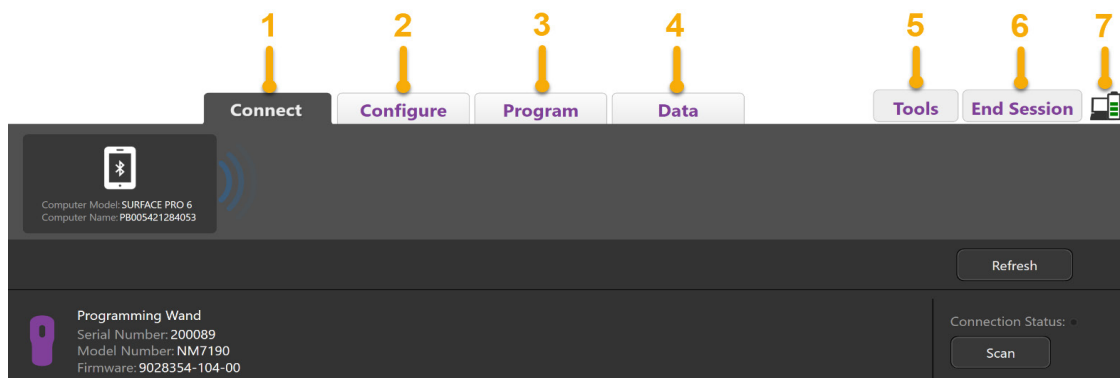 1 2 3 4 5 6 7
Connect Configure Program Data Tools End Session
Computer Model: SURFACE PRO 6
Computer Name: PB005421284053
Refresh
Programming Wand
Serial Number: 200089
Model Number: NM7190
Firmware: 9028354-104-00
Connection Status:
Scan